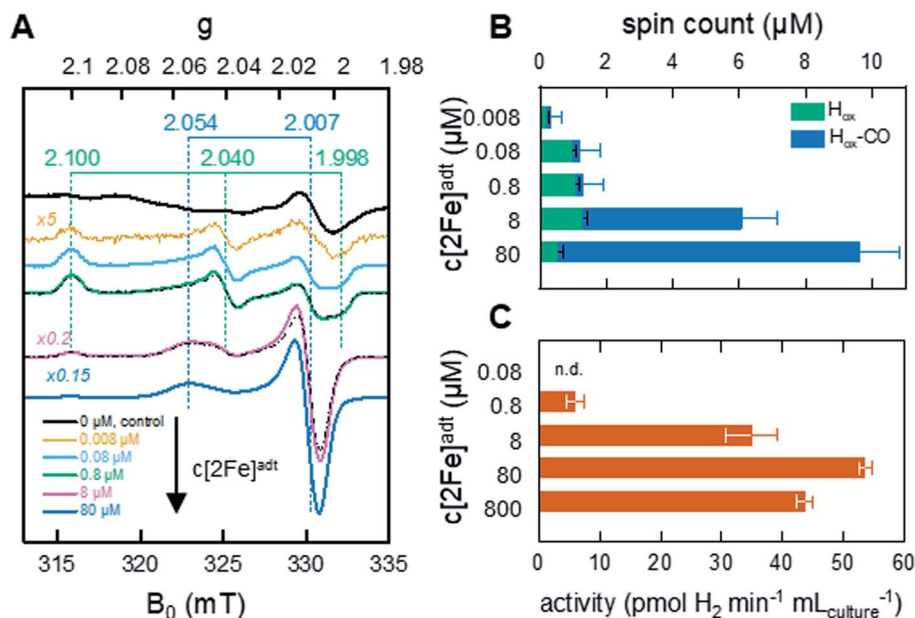 A
g
2.1 2.08 2.06 2.04 2.02 2 1.98
2.054 2.007
2.100 2.040 1.998
x5
x0.2
x0.15
0 µM, control
0.008 µM
0.08 µM
0.8 µM
8 µM
80 µM
c[2Fe]ᵃᵈᵗ
315 320 325 330 335
B₀ (mT)
B
spin count (µM)
0 2 4 6 8 10
c[2Fe]ᵃᵈᵗ (µM)
0.008
0.08
0.8
8
80
Hₒₓ
Hₒₓ-CO
C
c[2Fe]ᵃᵈᵗ (µM)
0.08 n.d.
0.8
8
80
800
0 10 20 30 40 50 60
activity (pmol H₂ min⁻¹ mL_culture⁻¹)